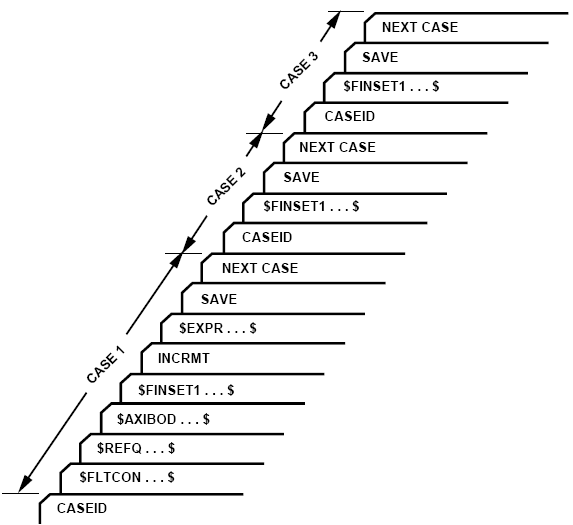 NEXT CASE
SAVE
$FINSET1 . . . $
CASEID
NEXT CASE
SAVE
$FINSET1 . . . $
CASEID
NEXT CASE
SAVE
$EXPR . . . $
INCRMT
$FINSET1 . . . $
$AXIBOD . . . $
$REFQ . . . $
$FLTCON . . . $
CASEID
CASE 3
CASE 2
CASE 1